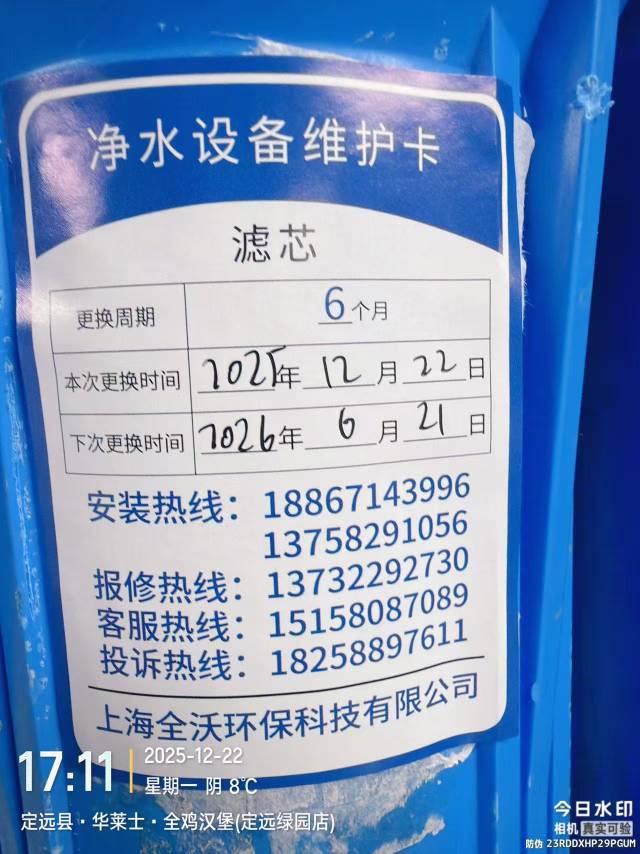 净水设备维护卡
滤芯
更换周期 6个月
本次更换时间 2025年12月22日
下次更换时间 2026年6月21日
安装热线：18867143996
13758291056
报修热线：13732292730
客服热线：15158087089
投诉热线：18258897611
上海全沃环保科技有限公司
17:11
2025-12-22
星期一 阴 8℃
定远县·华莱士·全鸡汉堡(定远绿园店)
今日水印
相机 真实可验
防伪 23RDDXHP29PGUM